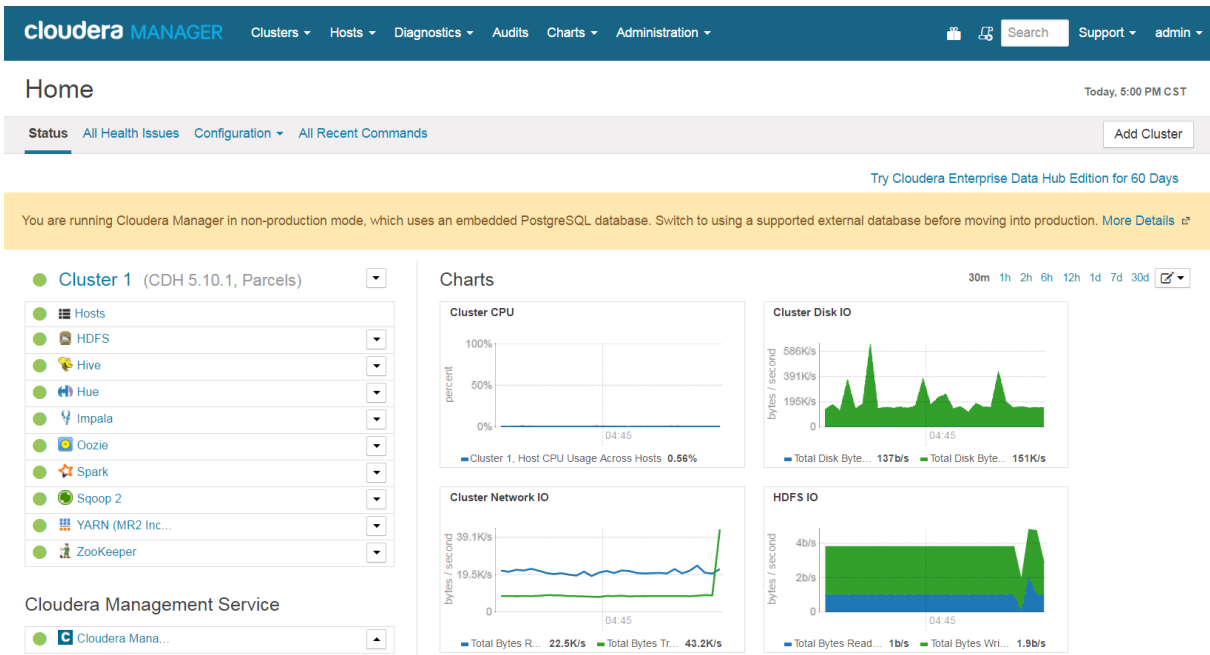 cloudera MANAGER Clusters Hosts Diagnostics Audits Charts Administration Search Support admin
Home
Today, 5:00 PM CST
Status All Health Issues Configuration All Recent Commands Add Cluster
Try Cloudera Enterprise Data Hub Edition for 60 Days
You are running Cloudera Manager in non-production mode, which uses an embedded PostgreSQL database. Switch to using a supported external database before moving into production. More Details
Cluster 1 (CDH 5.10.1, Parcels)
Hosts
HDFS
Hive
Hue
Impala
Oozie
Spark
Sqoop 2
YARN (MR2 Inc...
ZooKeeper
Cloudera Management Service
C Cloudera Mana...
Charts
30m 1h 2h 6h 12h 1d 7d 30d
Cluster CPU
percent
100%
50%
0%
04:45
Cluster 1, Host CPU Usage Across Hosts 0.56%
Cluster Disk IO
bytes / second
586K/s
391K/s
195K/s
0
04:45
Total Disk Byte... 137b/s Total Disk Byte... 151K/s
Cluster Network IO
bytes / second
39.1K/s
19.5K/s
0
04:45
Total Bytes R... 22.5K/s Total Bytes Tr... 43.2K/s
HDFS IO
bytes / second
4b/s
2b/s
0
04:45
Total Bytes Read... 1b/s Total Bytes Wri... 1.9b/s